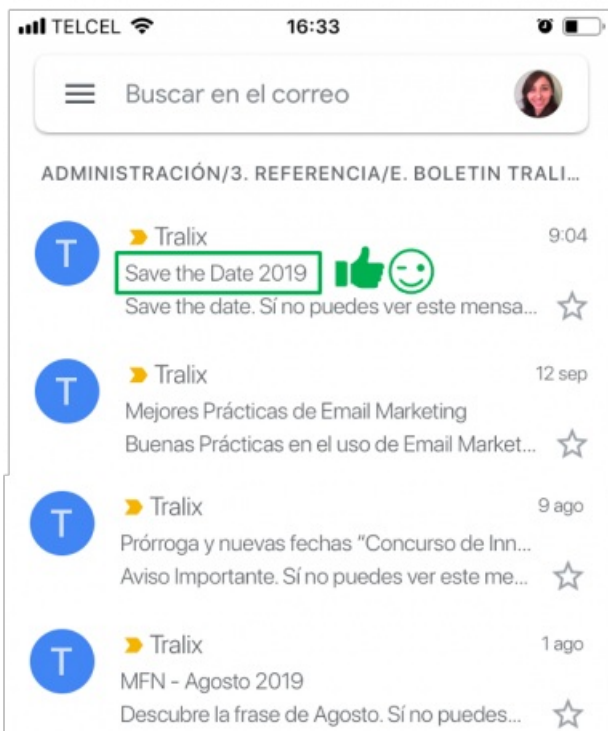 TELCEL 16:33
Buscar en el correo
ADMINISTRACIÓN/3. REFERENCIA/E. BOLETIN TRALI...
T Tralix 9:04
Save the Date 2019
Save the date. Sí no puedes ver este mensa...
T Tralix 12 sep
Mejores Prácticas de Email Marketing
Buenas Prácticas en el uso de Email Market...
T Tralix 9 ago
Prórroga y nuevas fechas “Concurso de Inn...
Aviso Importante. Sí no puedes ver este me...
T Tralix 1 ago
MFN - Agosto 2019
Descubre la frase de Agosto. Sí no puedes...